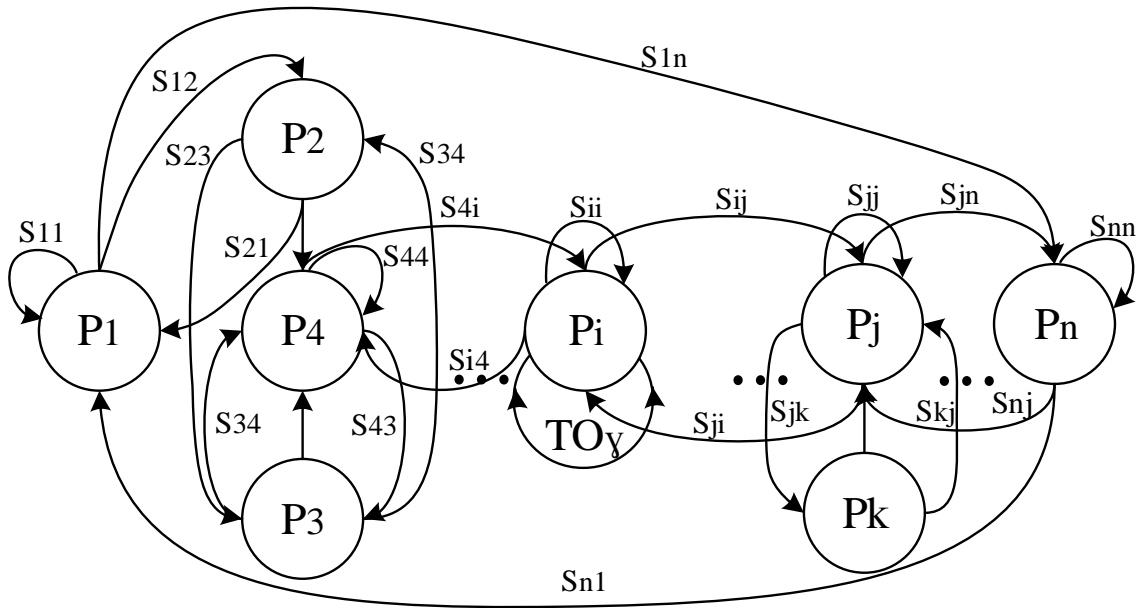 S1n
S12
P2
S23
S34
S4i
Sii
Sij
Sjj
Sjn
Snn
S11
S21
S44
P1
P4
Pi
Pj
Pn
Si4
...
...
...
S34
S43
TOγ
Sji
Sjk
Skj
Snj
P3
Pk
Sn1